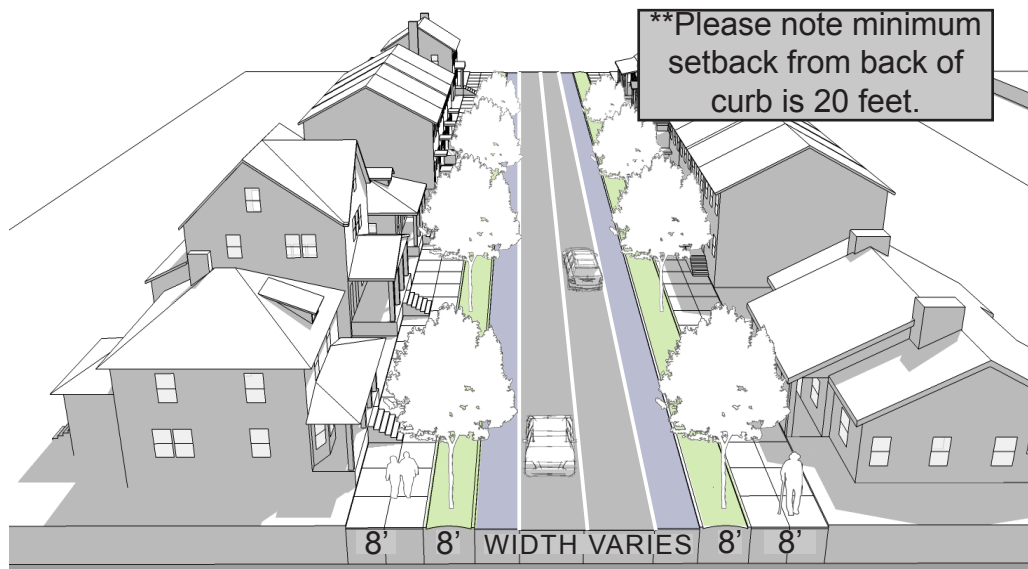 **Please note minimum
setback from back of
curb is 20 feet.
8’ 8’ WIDTH VARIES 8’ 8’